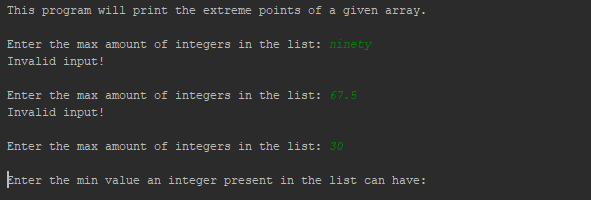 This program will print the extreme points of a given array.
Enter the max amount of integers in the list: ninety
Invalid input!
Enter the max amount of integers in the list: 67.5
Invalid input!
Enter the max amount of integers in the list: 30
Enter the min value an integer present in the list can have: